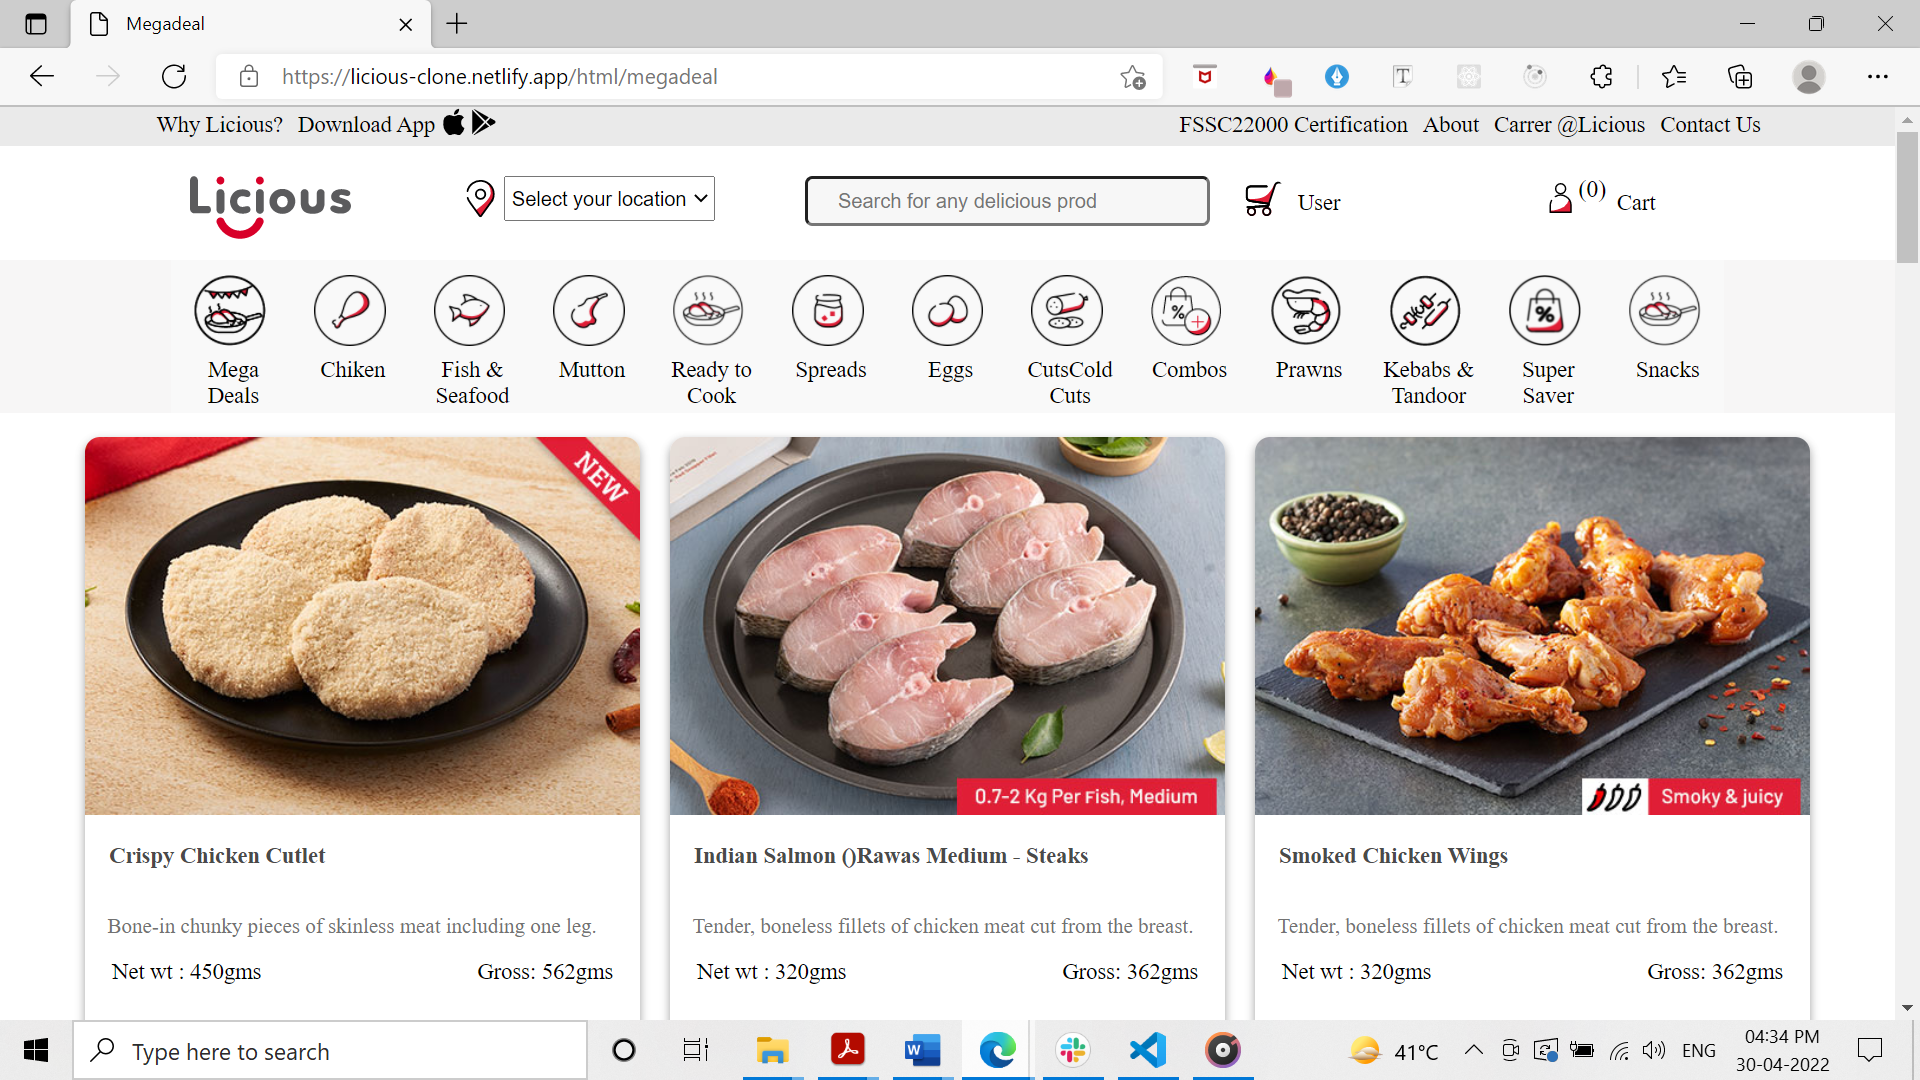 Megadeal
https://licious-clone.netlify.app/html/megadeal
Why Licious? Download App
FSSC22000 Certification About Carrer @Licious Contact Us
Licious
Select your location
Search for any delicious prod
User
(0) Cart
Mega Deals
Chiken
Fish & Seafood
Mutton
Ready to Cook
Spreads
Eggs
CutsCold Cuts
Combos
Prawns
Kebabs & Tandoor
Super Saver
Snacks
NEW
0.7-2 Kg Per Fish, Medium
Smoky & juicy
Crispy Chicken Cutlet
Bone-in chunky pieces of skinless meat including one leg.
Net wt : 450gms Gross: 562gms
Indian Salmon ()Rawas Medium - Steaks
Tender, boneless fillets of chicken meat cut from the breast.
Net wt : 320gms Gross: 362gms
Smoked Chicken Wings
Tender, boneless fillets of chicken meat cut from the breast.
Net wt : 320gms Gross: 362gms
Type here to search
41°C
ENG
04:34 PM
30-04-2022